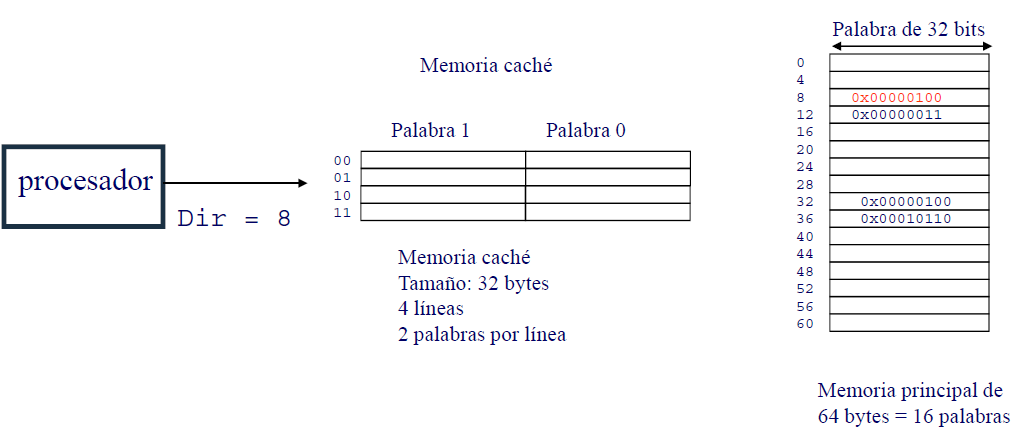 Memoria caché
Palabra 1
Palabra 0
00
01
10
11
procesador
Dir = 8
Memoria caché
Tamaño: 32 bytes
4 líneas
2 palabras por línea
Palabra de 32 bits
0
4
8 0x00000100
12 0x00000011
16
20
24
28
32 0x00000100
36 0x00010110
40
44
48
52
56
60
Memoria principal de
64 bytes = 16 palabras